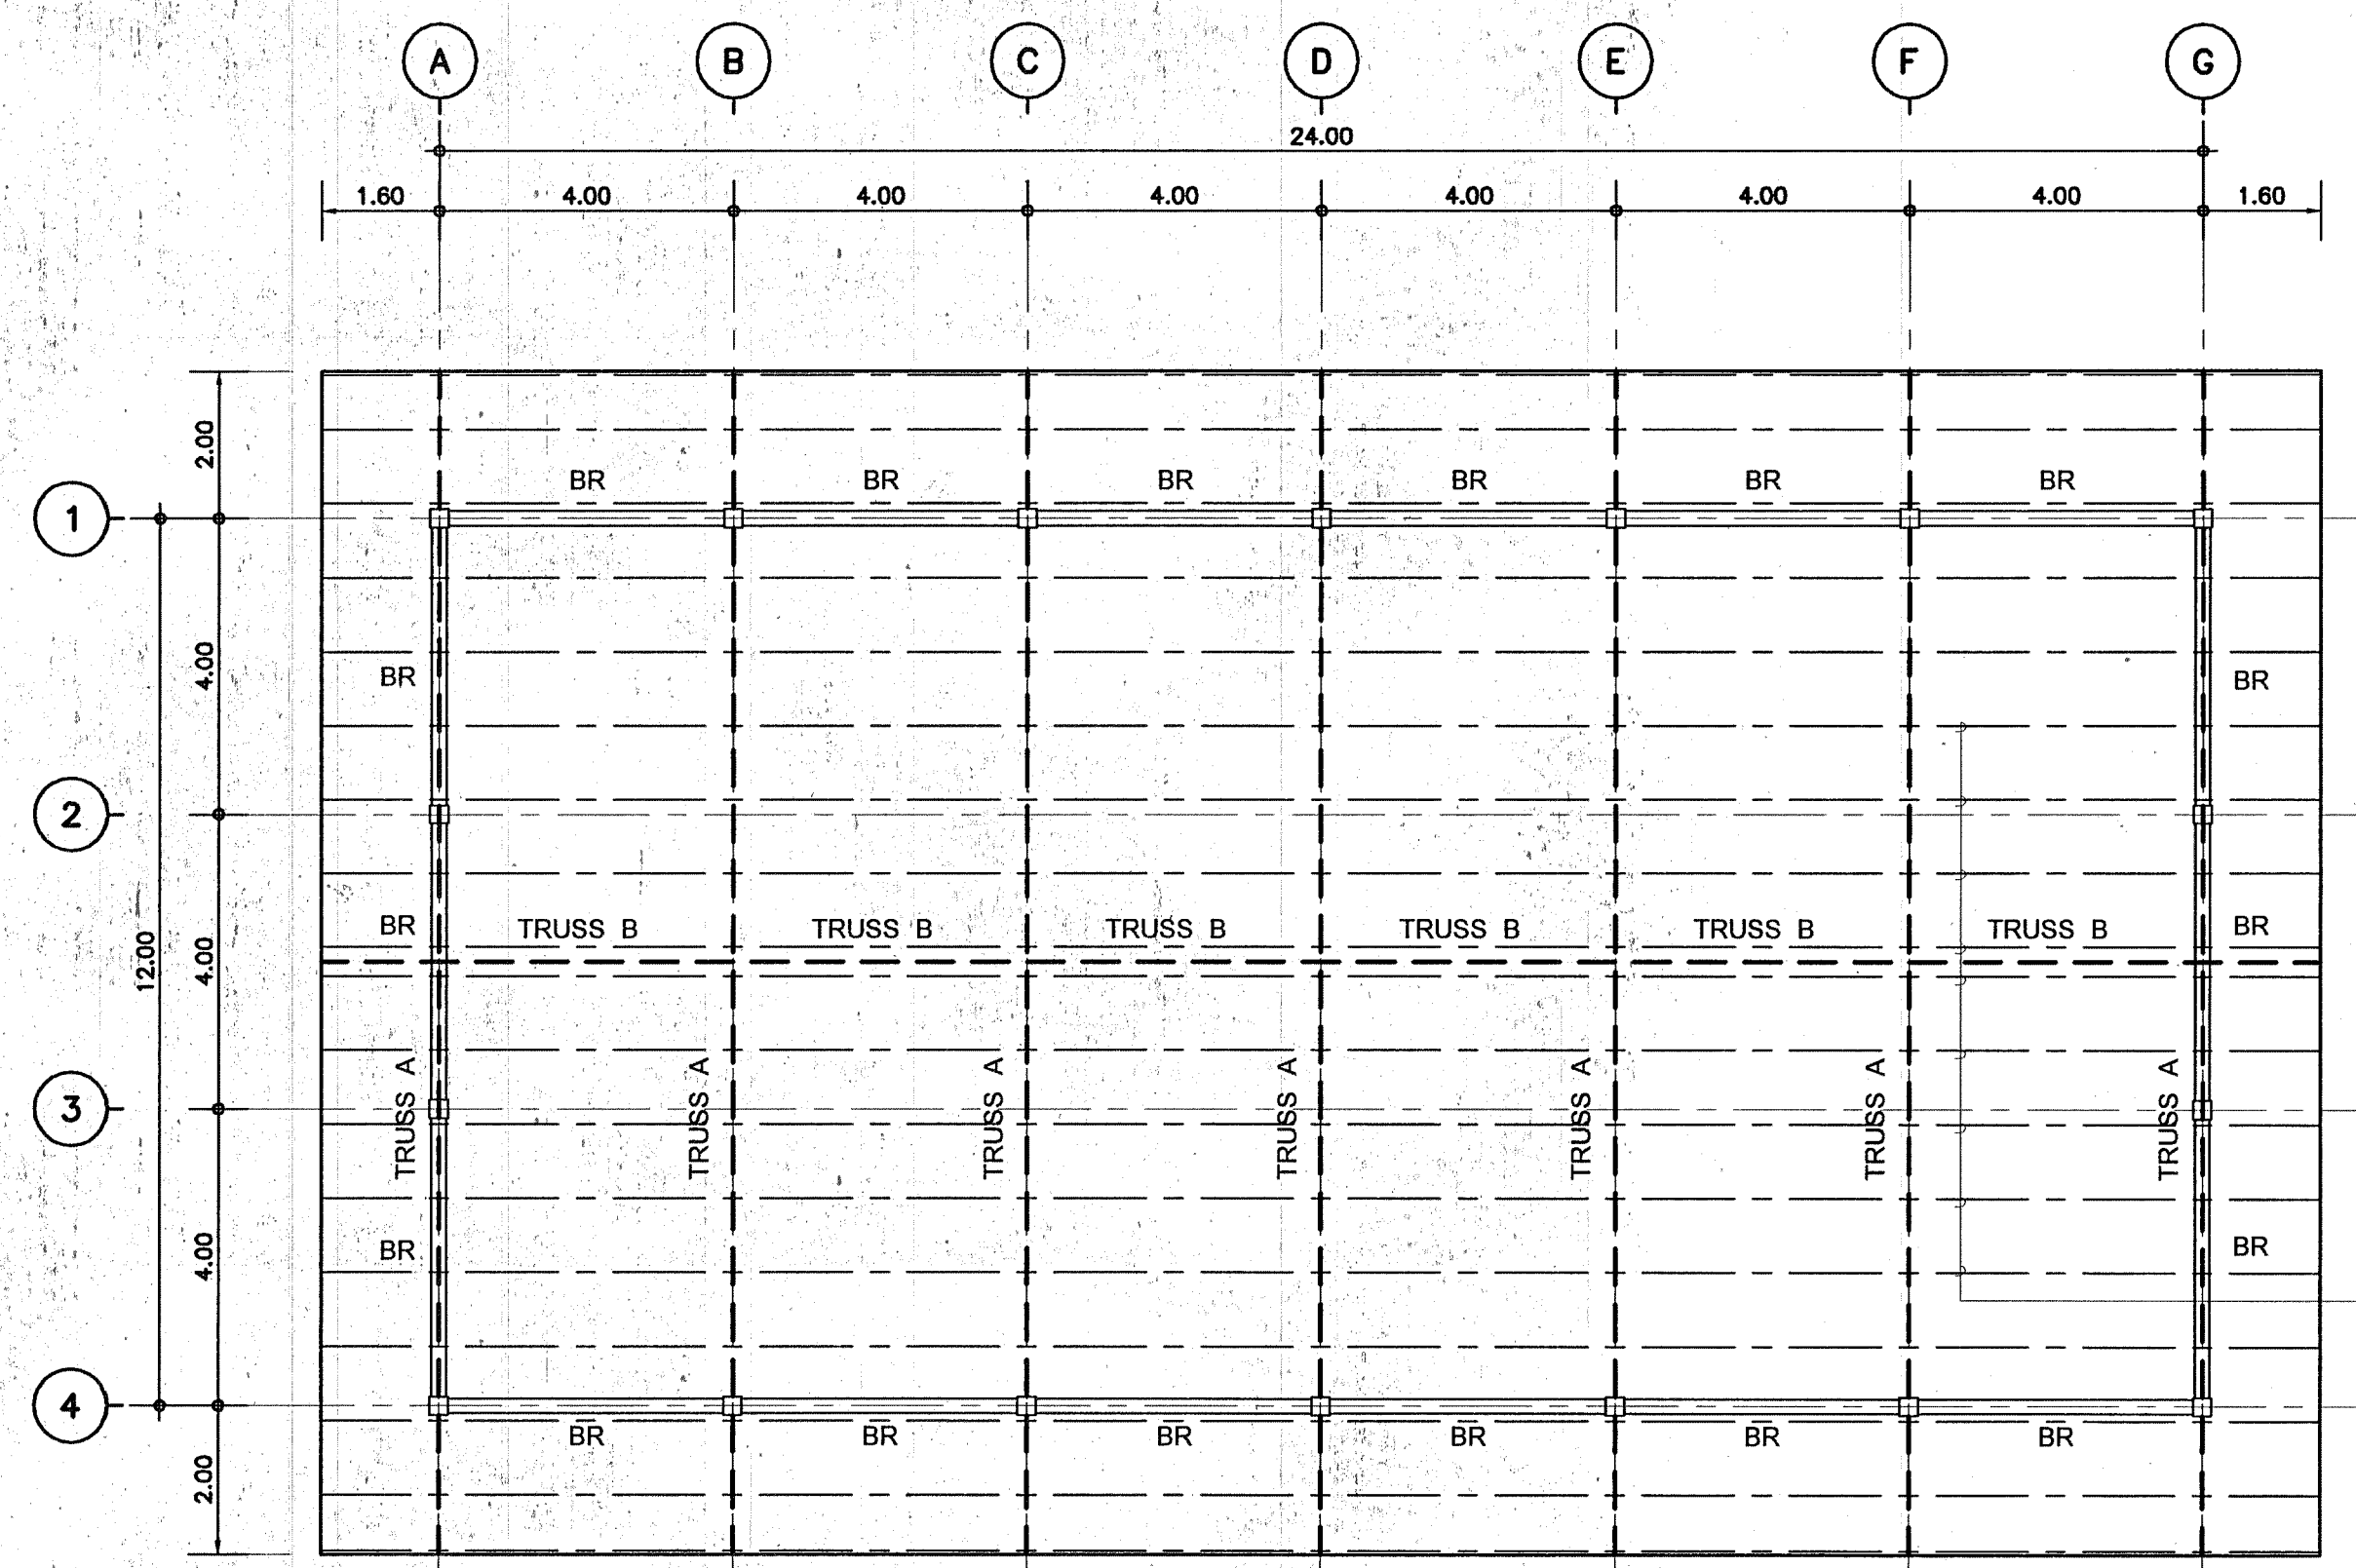 A B C D E F G
24.00
1.60 4.00 4.00 4.00 4.00 4.00 4.00 1.60
2.00
BR BR BR BR BR BR
1
4.00
BR BR
2
BR TRUSS B TRUSS B TRUSS B TRUSS B TRUSS B TRUSS B BR
12.00 4.00
TRUSS A TRUSS A TRUSS A TRUSS A TRUSS A TRUSS A TRUSS A
3
4.00
BR BR
4
BR BR BR BR BR BR
2.00